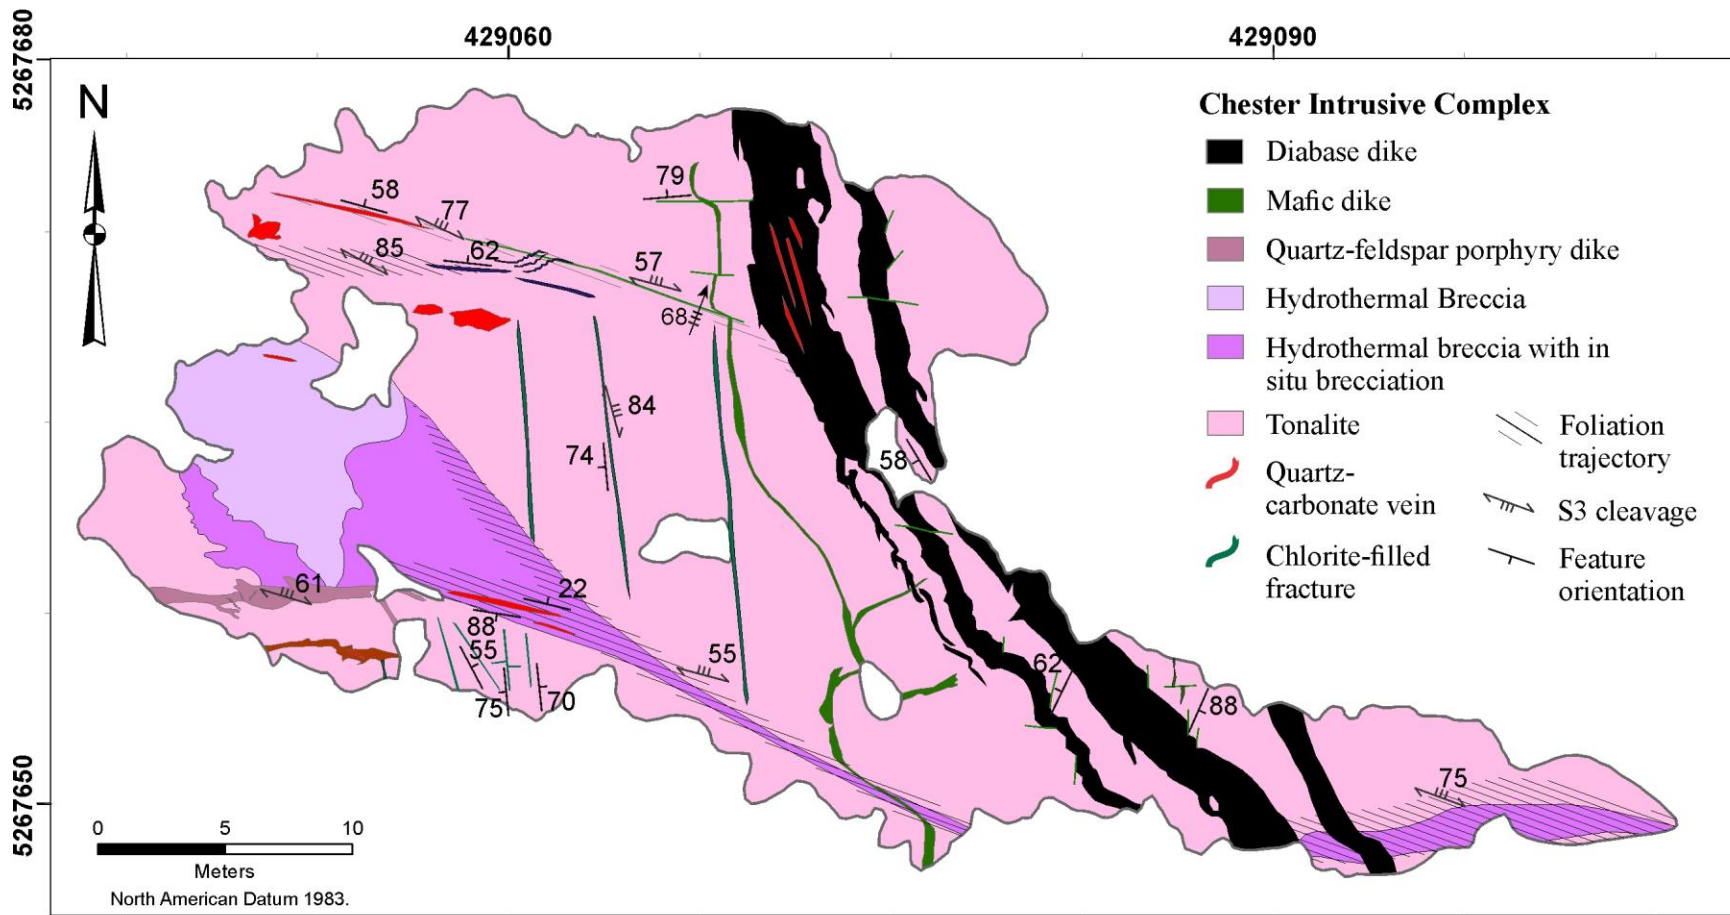 429060 429090
5267680
N
Chester Intrusive Complex
Diabase dike
Mafic dike
Quartz-feldspar porphyry dike
Hydrothermal Breccia
Hydrothermal breccia with in
situ brecciation
Tonalite
Quartz-
carbonate vein
Chlorite-filled
fracture
Foliation
trajectory
S3 cleavage
Feature
orientation
79
58
77
85
62
57
68
84
74
58
61
22
88
55
75
70
55
62
88
75
5267650
0 5 10
Meters
North American Datum 1983.